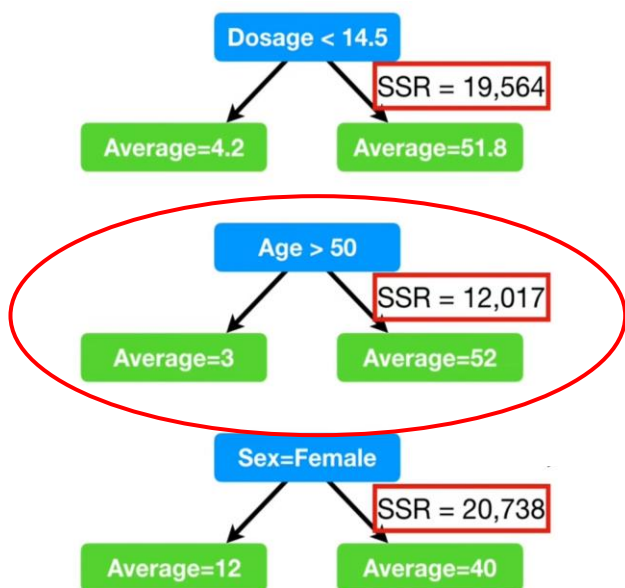 Dosage < 14.5
SSR = 19,564
Average=4.2
Average=51.8
Age > 50
SSR = 12,017
Average=3
Average=52
Sex=Female
SSR = 20,738
Average=12
Average=40